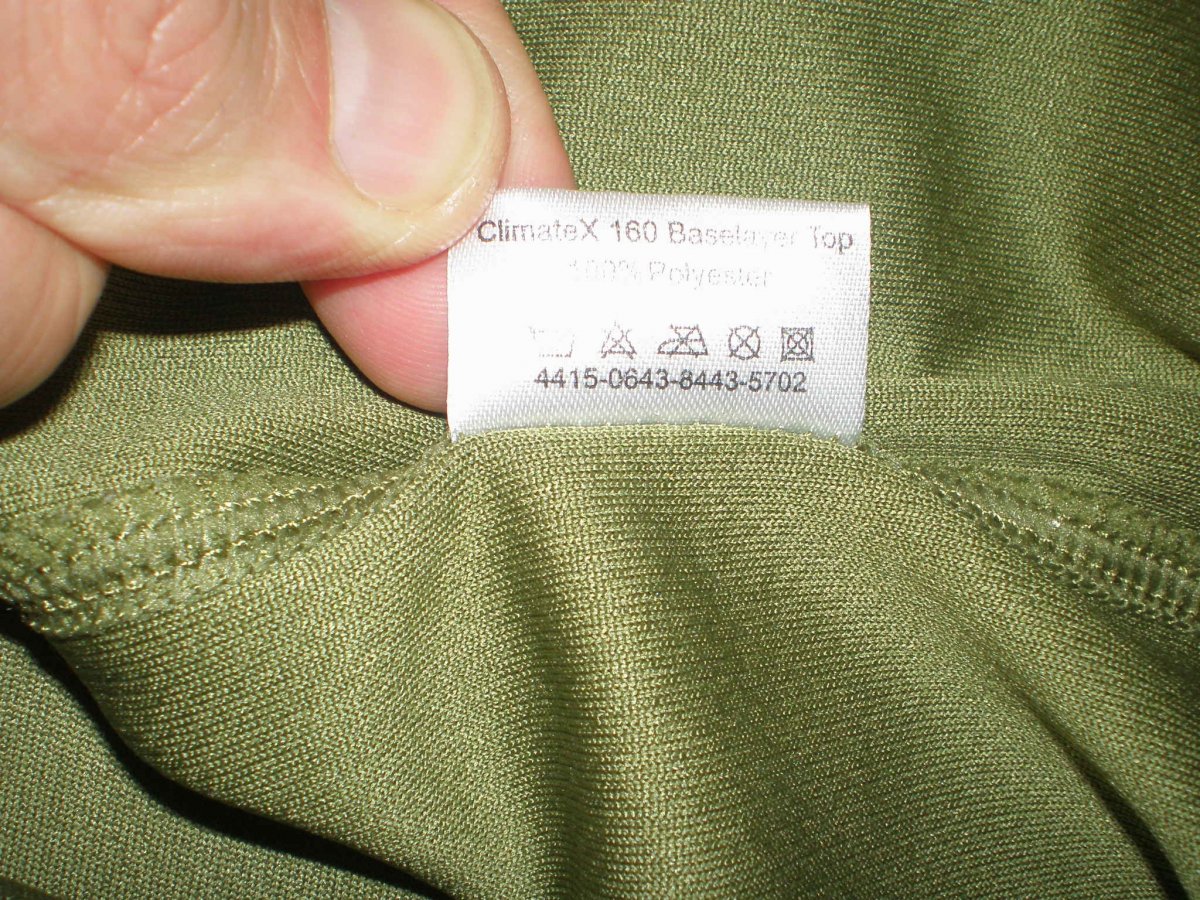 ClimateX 160 Baselayer Top
100% Polyester
4415-0643-8443-5702